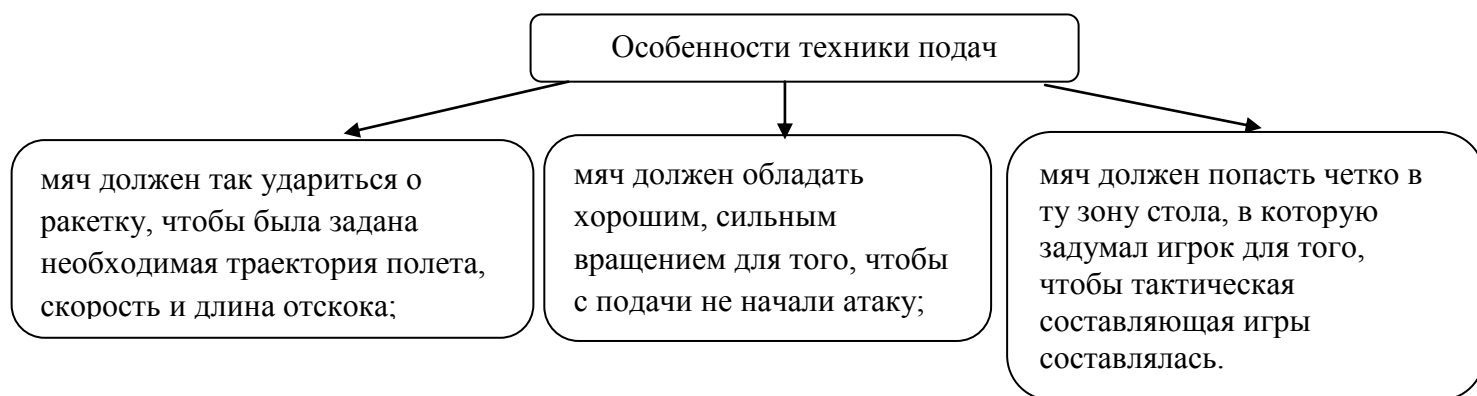 Особенности техники подач
мяч должен так удариться о
ракетку, чтобы была задана
необходимая траектория полета,
скорость и длина отскока;
мяч должен обладать
хорошим, сильным
вращением для того, чтобы
с подачи не начали атаку;
мяч должен попасть четко в
ту зону стола, в которую
задумал игрок для того,
чтобы тактическая
составляющая игры
составлялась.